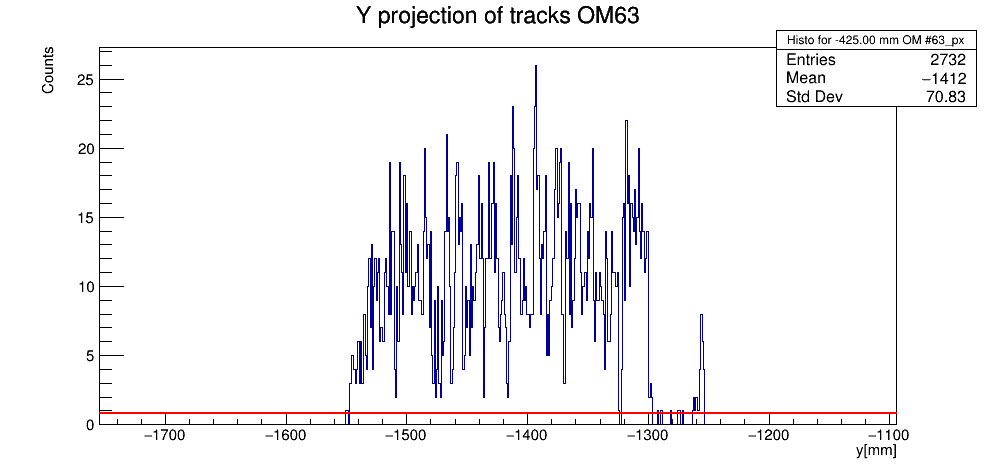 Y projection of tracks OM63
Histo for -425.00 mm OM #63_px
Entries 2732
Mean −1412
Std Dev 70.83
Counts
25
20
15
10
5
0
−1700 −1600 −1500 −1400 −1300 −1200 −1100
y[mm]